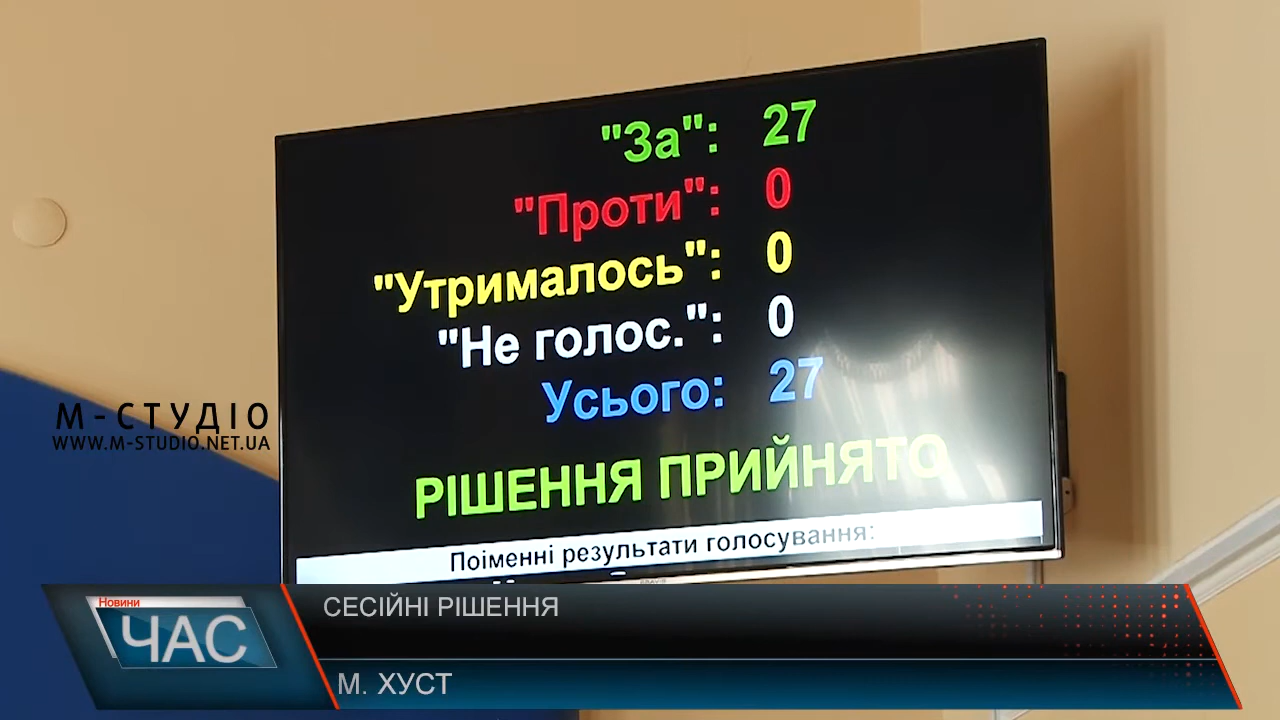 "За": 27
"Проти": 0
"Утрималось": 0
"Не голос.": 0
Усього: 27
РІШЕННЯ ПРИЙНЯТО
Поіменні результати голосування:
М-СТУДІО
WWW.M-STUDIO.NET.UA
Новини
ЧАС
СЕСІЙНІ РІШЕННЯ
М. ХУСТ